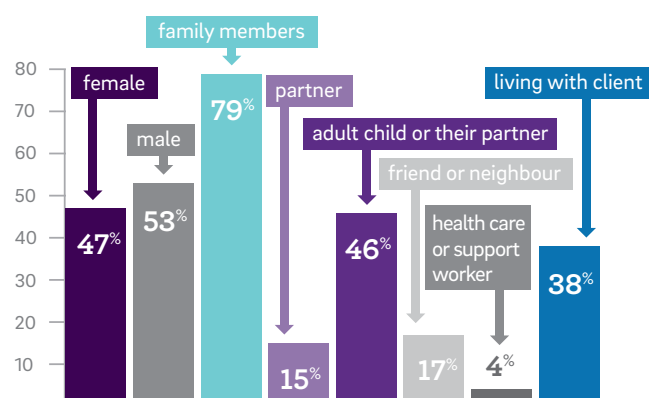 family members
female
partner
living with client
80
70
60
50
40
30
20
10
male
adult child or their partner
friend or neighbour
health care
or support
worker
47%
53%
79%
15%
46%
17%
4%
38%